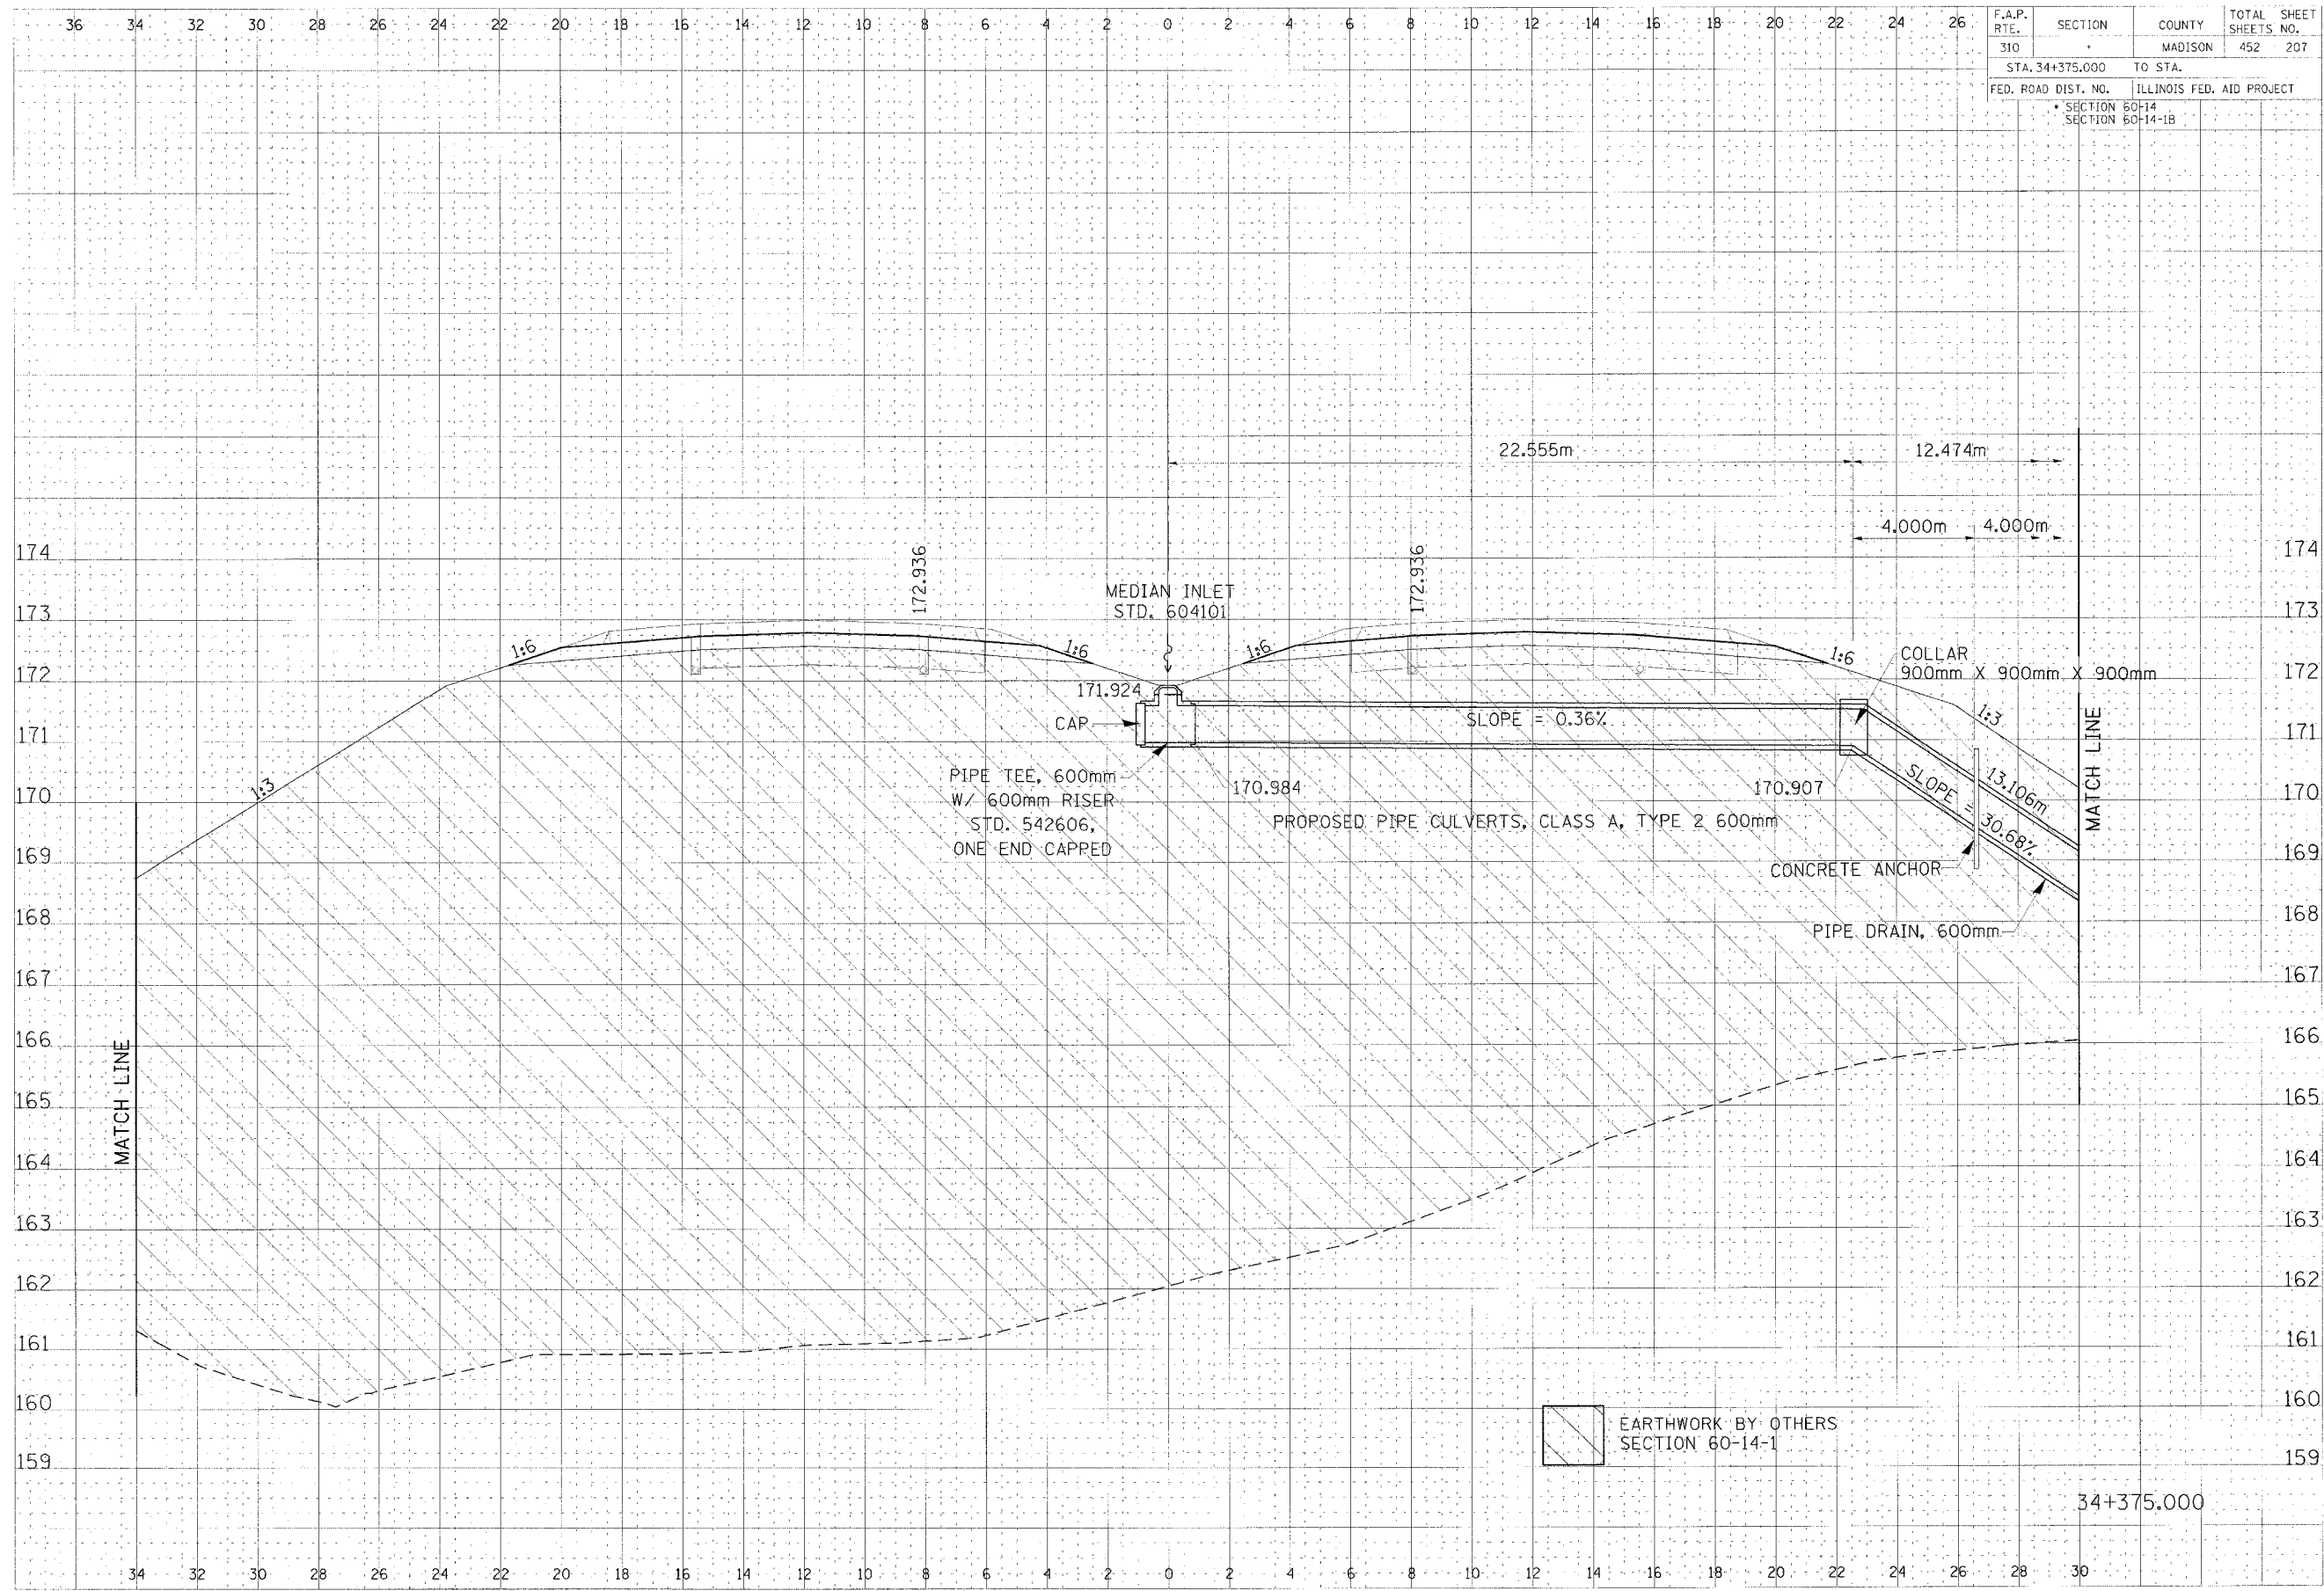 36 34 32 30 28 26 24 22 20 18 16 14 12 10 8 6 4 2 0 2 4 6 8 10 12 14 16 18 20 22 24 26
F.A.P. RTE. SECTION COUNTY TOTAL SHEETS SHEET NO.
310 * MADISON 452 207
STA. 34+375.000 TO STA.
FED. ROAD DIST. NO. ILLINOIS FED. AID PROJECT
* SECTION 60-14
SECTION 60-14-1B
22.555m 12.474m
4.000m 4.000m
174 174
172.936 172.936
MEDIAN INLET
STD. 604101
173 173
1:6 1:6 1:6 1:6
COLLAR
900mm X 900mm X 900mm
172 172
171.924
CAP
SLOPE = 0.36%
1:3
171 171
MATCH LINE
PIPE TEE, 600mm
W/ 600mm RISER
STD. 542606,
ONE END CAPPED
170.984
170.907
SLOPE = 30.68%
13.106m
1:3
170 170
PROPOSED PIPE CULVERTS, CLASS A, TYPE 2 600mm
169 169
CONCRETE ANCHOR
168 168
PIPE DRAIN, 600mm
167 167
166 166
MATCH LINE
165 165
164 164
163 163
162 162
161 161
160 160
EARTHWORK BY OTHERS
SECTION 60-14-1
159 159
34+375.000
34 32 30 28 26 24 22 20 18 16 14 12 10 8 6 4 2 0 2 4 6 8 10 12 14 16 18 20 22 24 26 28 30